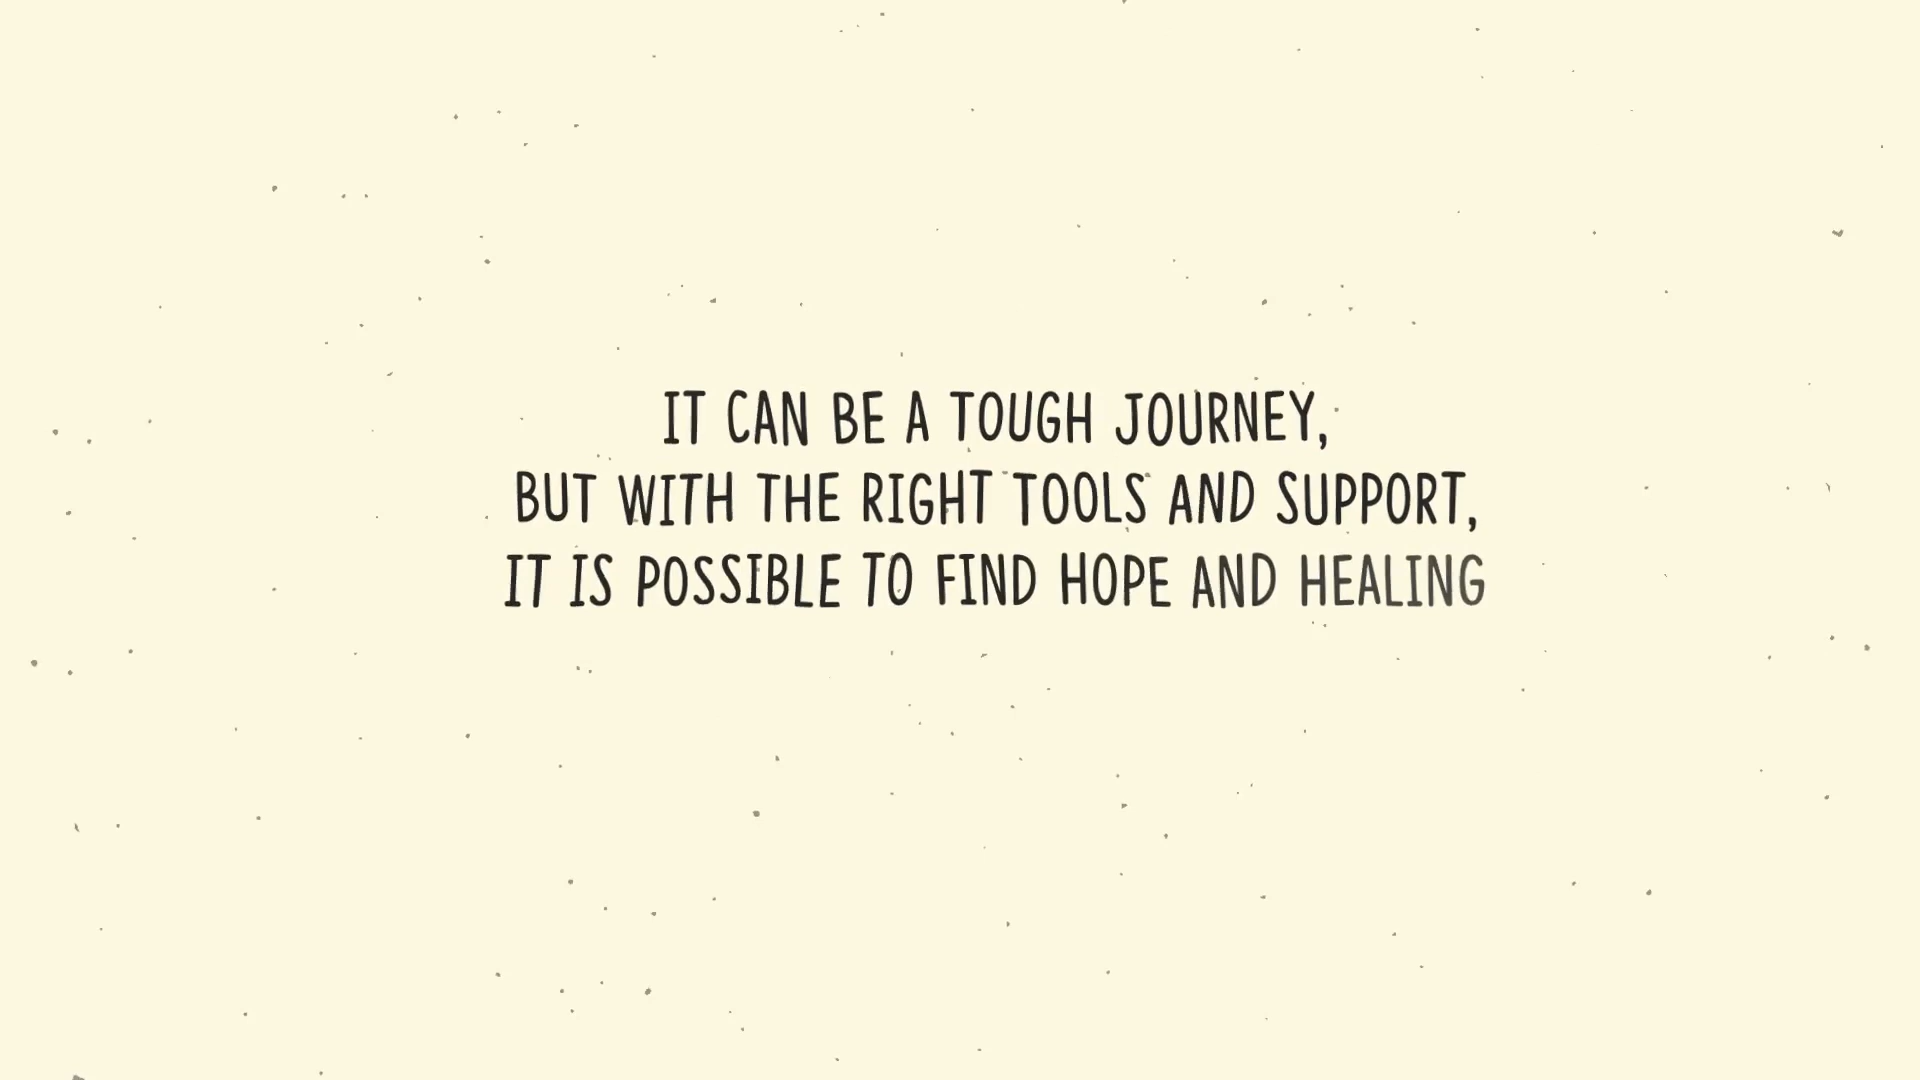 IT CAN BE A TOUGH JOURNEY,
BUT WITH THE RIGHT TOOLS AND SUPPORT,
IT IS POSSIBLE TO FIND HOPE AND HEALING